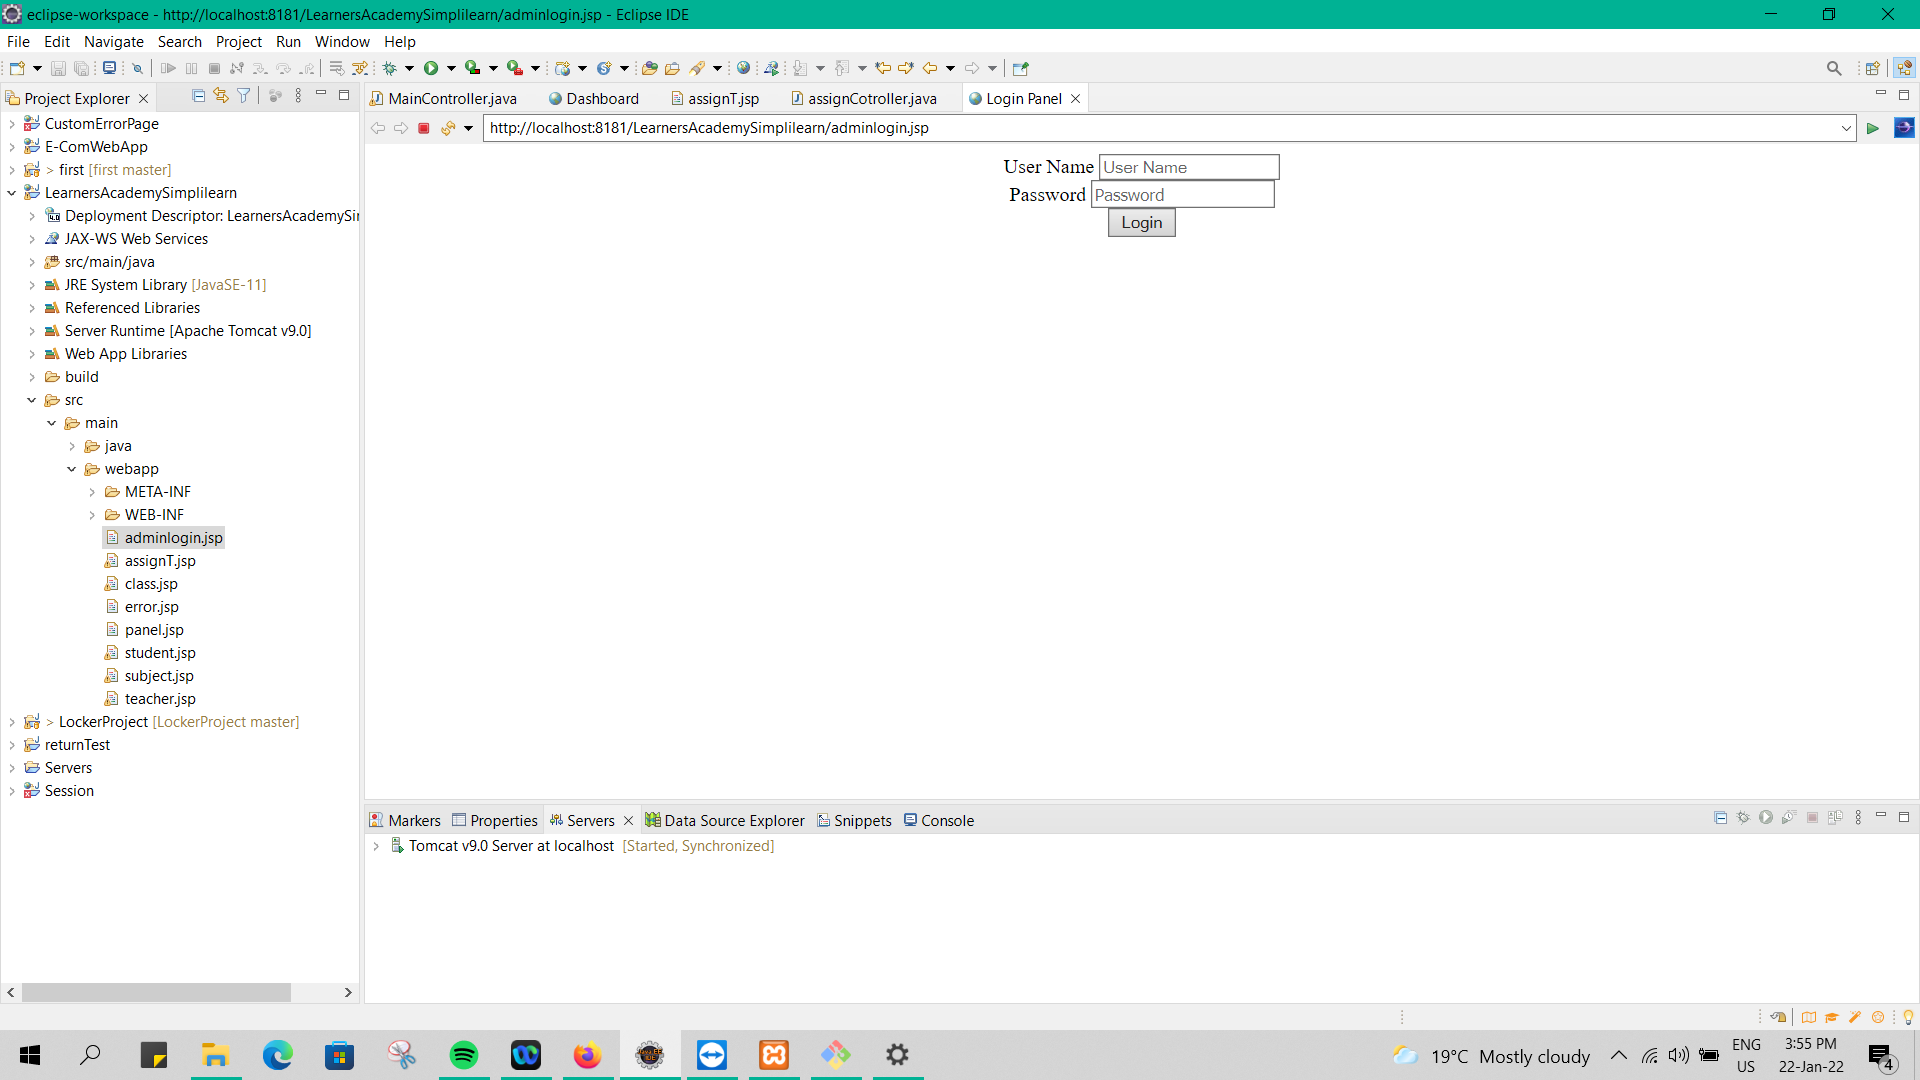 eclipse-workspace - http://localhost:8181/LearnersAcademySimplilearn/adminlogin.jsp - Eclipse IDE
File Edit Navigate Search Project Run Window Help
Project Explorer
MainController.java Dashboard assignT.jsp assignCotroller.java Login Panel
http://localhost:8181/LearnersAcademySimplilearn/adminlogin.jsp
CustomErrorPage
E-ComWebApp
> first [first master]
LearnersAcademySimplilearn
Deployment Descriptor: LearnersAcademySi
JAX-WS Web Services
src/main/java
JRE System Library [JavaSE-11]
Referenced Libraries
Server Runtime [Apache Tomcat v9.0]
Web App Libraries
build
src
main
java
webapp
META-INF
WEB-INF
adminlogin.jsp
assignT.jsp
class.jsp
error.jsp
panel.jsp
student.jsp
subject.jsp
teacher.jsp
> LockerProject [LockerProject master]
returnTest
Servers
Session
User Name User Name
Password Password
Login
Markers Properties Servers Data Source Explorer Snippets Console
Tomcat v9.0 Server at localhost [Started, Synchronized]
19°C Mostly cloudy
ENG
US
3:55 PM
22-Jan-22
4